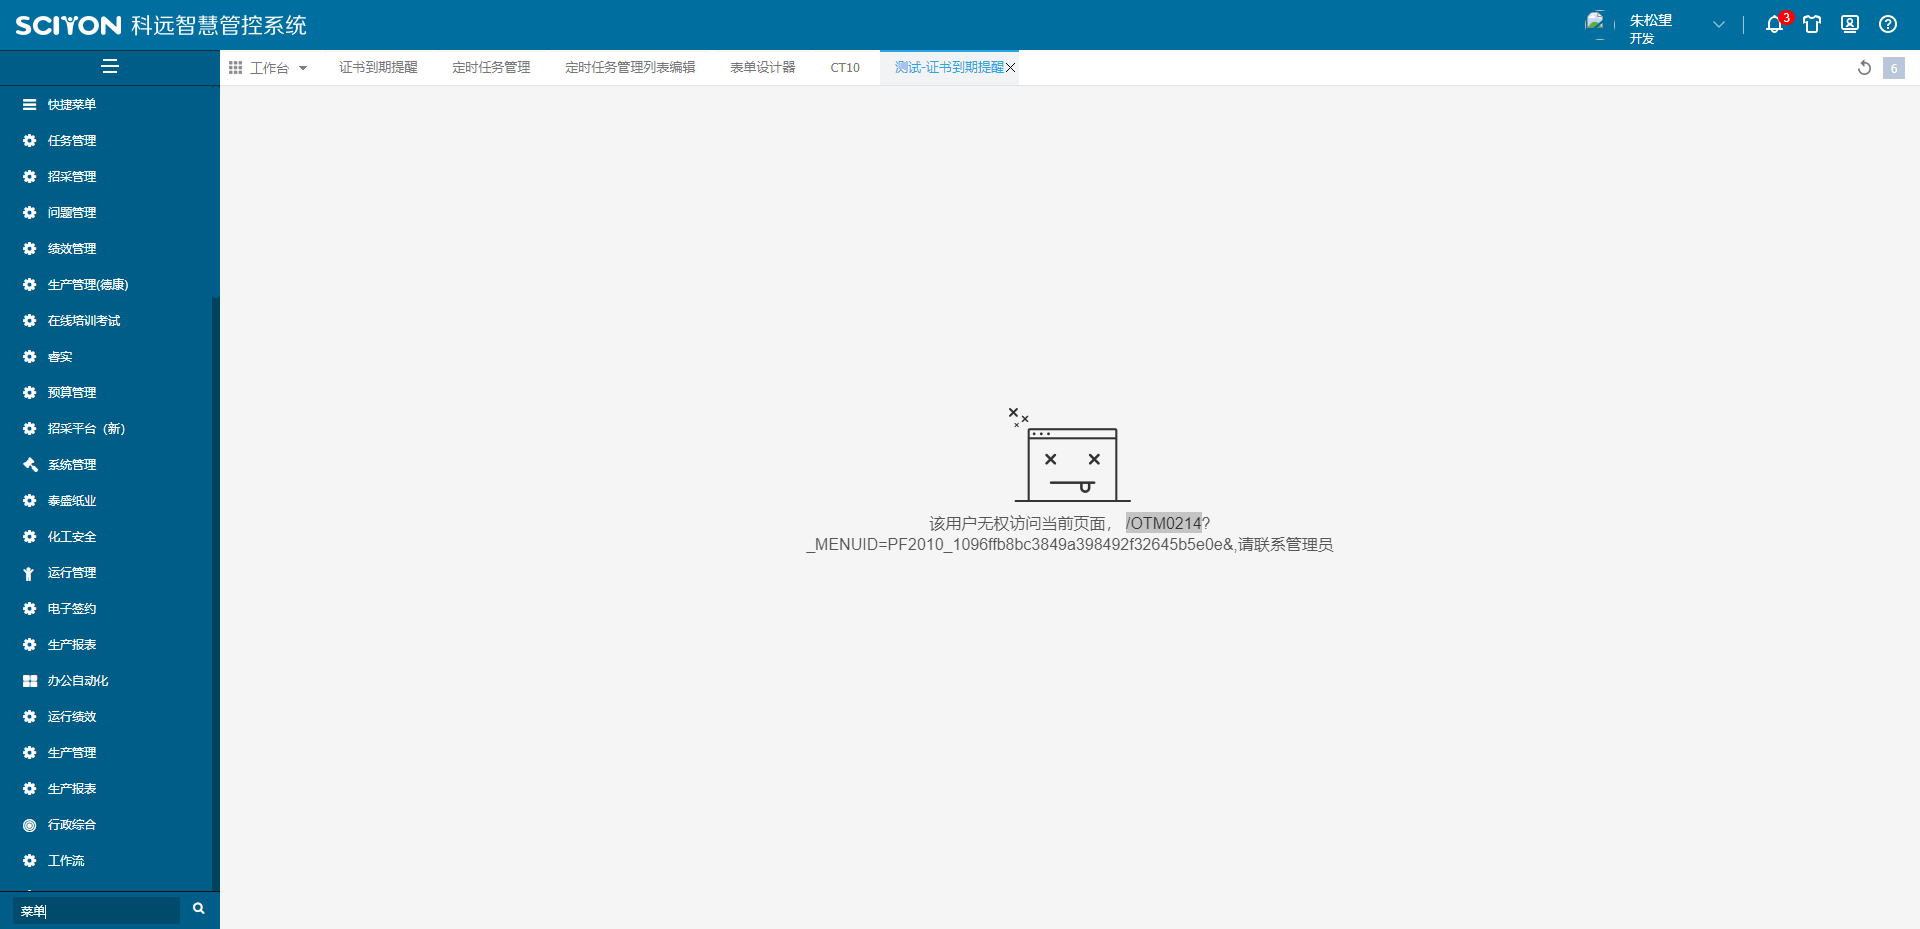 SCIYON 科远智慧管控系统
朱松望
开发
3
工作台
证书到期提醒
定时任务管理
定时任务管理列表编辑
表单设计器
CT10
测试-证书到期提醒
6
快捷菜单
任务管理
招采管理
问题管理
绩效管理
生产管理(德康)
在线培训考试
睿实
预算管理
招采平台（新）
系统管理
泰盛纸业
化工安全
运行管理
电子签约
生产报表
办公自动化
运行绩效
生产管理
生产报表
行政综合
工作流
菜单
该用户无权访问当前页面， /OTM0214?
_MENUID=PF2010_1096ffb8bc3849a398492f32645b5e0e&,请联系管理员